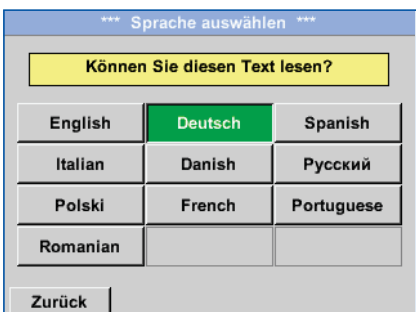 *** Sprache auswählen ***
Können Sie diesen Text lesen?
English Deutsch Spanish
Italian Danish Русский
Polski French Portuguese
Romanian
Zurück